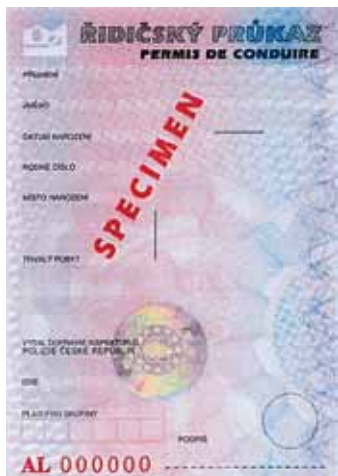 ŘIDIČSKÝ PRŮKAZ
PERMIS DE CONDUIRE
PŘÍJMENÍ
JMÉNO
DATUM NAROZENÍ
RODNÉ ČÍSLO
MÍSTO NAROZENÍ
SPECIMEN
TRVALÝ POBYT
VYDAL DOPRAVNÍ INSPEKTORÁT
POLICIE ČESKÉ REPUBLIKY
DNE
PLATÍ PRO SKUPINY
PODPIS
AL 000000